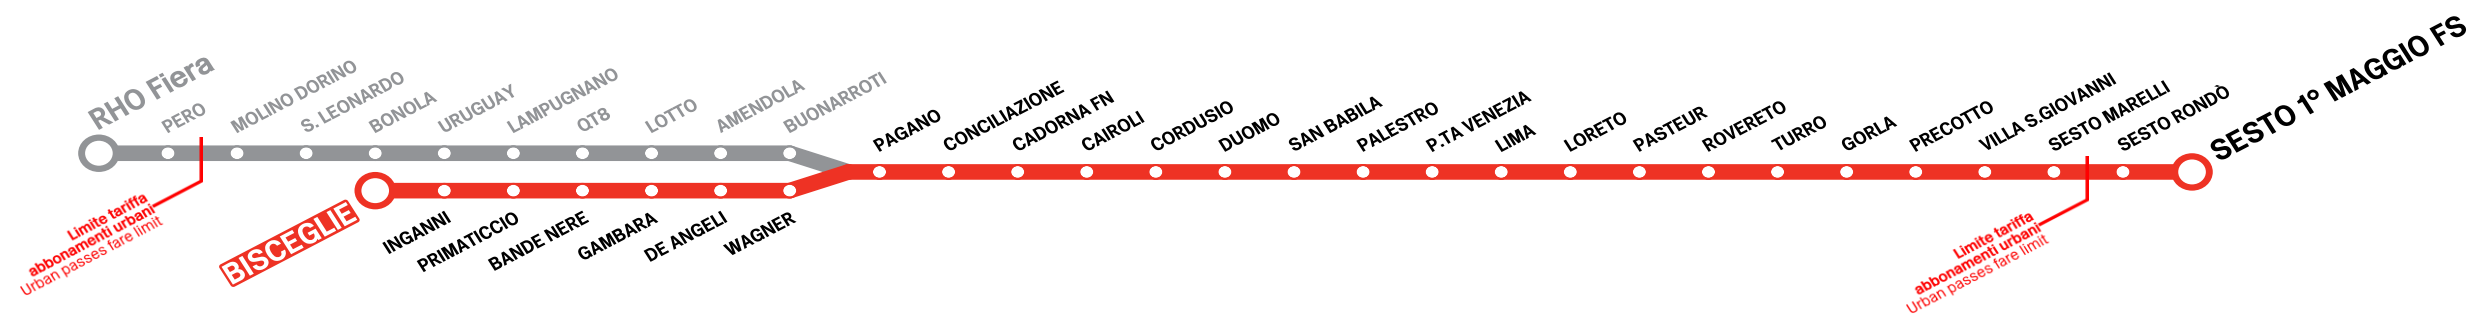 RHO Fiera
PERO
MOLINO DORINO
S. LEONARDO
BONOLA
URUGUAY
LAMPUGNANO
QT8
LOTTO
AMENDOLA
BUONARROTI
Limite tariffa
abbonamenti urbani
Urban passes fare limit
BISCEGLIE
INGANNI
PRIMATICCIO
BANDE NERE
GAMBARA
DE ANGELI
WAGNER
PAGANO
CONCILIAZIONE
CADORNA FN
CAIROLI
CORDUSIO
DUOMO
SAN BABILA
PALESTRO
P.TA VENEZIA
LIMA
LORETO
PASTEUR
ROVERETO
TURRO
GORLA
PRECOTTO
VILLA S.GIOVANNI
SESTO MARELLI
SESTO RONDÒ
SESTO 1° MAGGIO FS
Limite tariffa
abbonamenti urbani
Urban passes fare limit